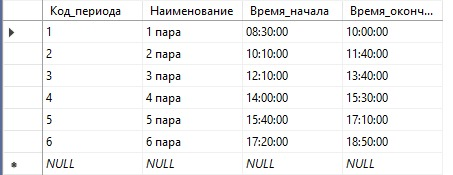 Код_периода Наименование Время_начала Время_оконч...
1 1 пара 08:30:00 10:00:00
2 2 пара 10:10:00 11:40:00
3 3 пара 12:10:00 13:40:00
4 4 пара 14:00:00 15:30:00
5 5 пара 15:40:00 17:10:00
6 6 пара 17:20:00 18:50:00
NULL NULL NULL NULL